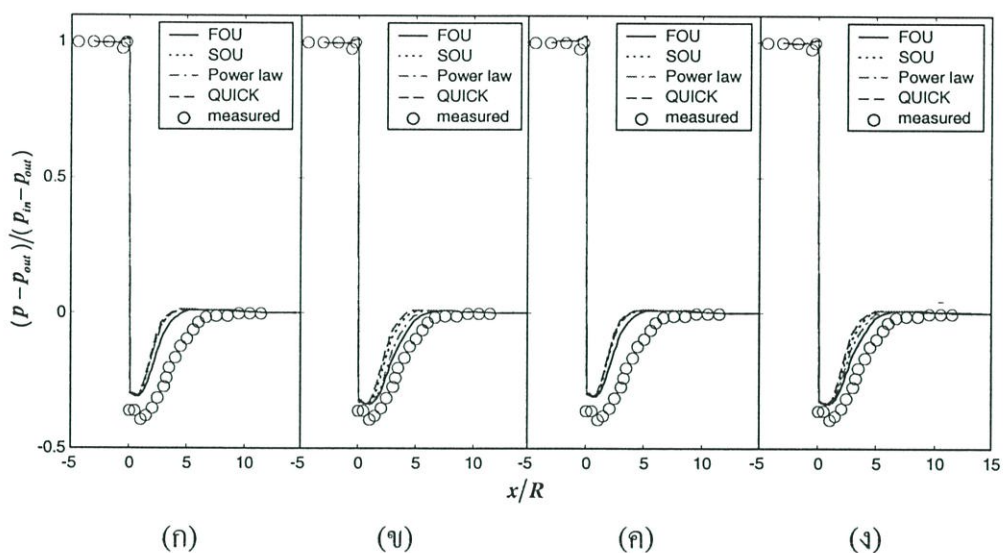 FOU
SOU
Power law
QUICK
measured
FOU
SOU
Power law
QUICK
measured
FOU
SOU
Power law
QUICK
measured
FOU
SOU
Power law
QUICK
measured
1
0.5
0
-0.5
(p - p_out)/(p_in - p_out)
-5 0 5 10 -5 0 5 10 -5 0 5 10 -5 0 5 10 15
x/R
(ก) (ข) (ค) (ง)